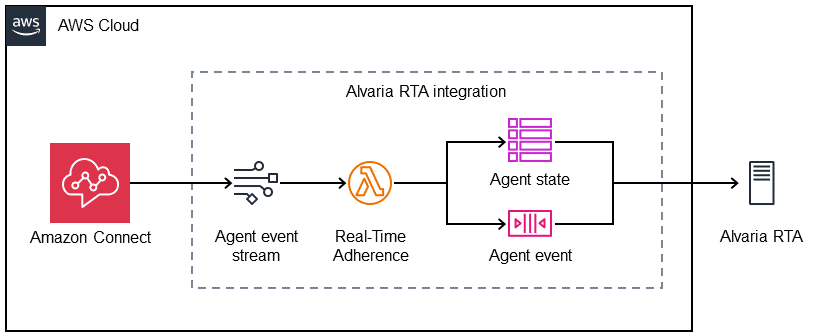 aws
AWS Cloud
Alvaria RTA integration
Amazon Connect
Agent event
stream
Real-Time
Adherence
Agent state
Agent event
Alvaria RTA